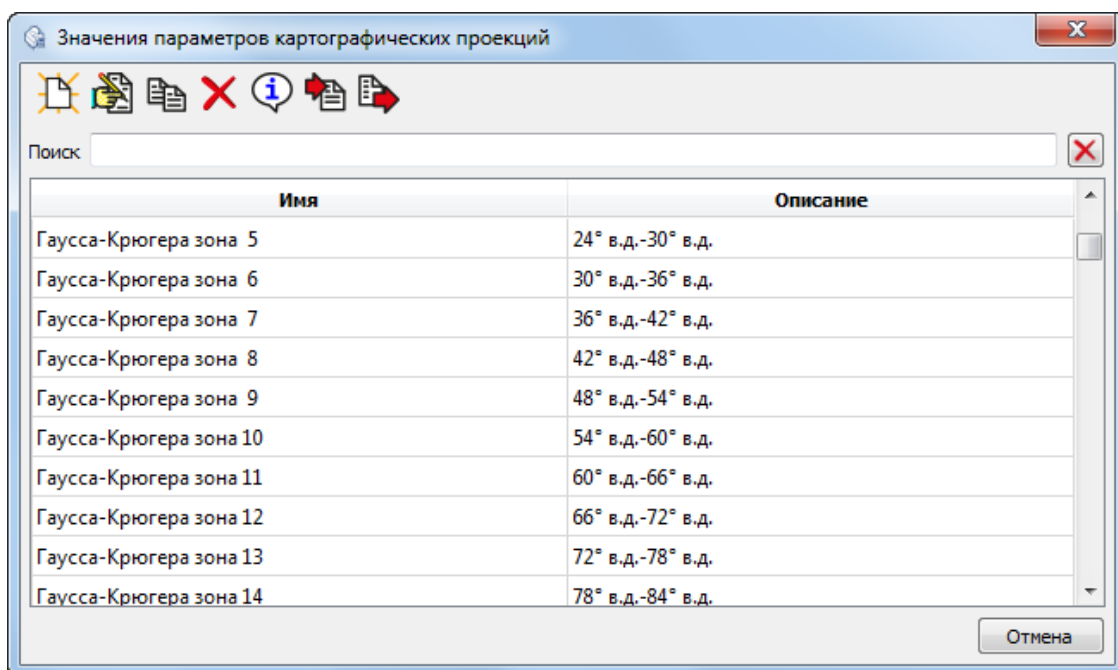 Значения параметров картографических проекций
Поиск
Имя Описание
Гаусса-Крюгера зона 5 24° в.д.-30° в.д.
Гаусса-Крюгера зона 6 30° в.д.-36° в.д.
Гаусса-Крюгера зона 7 36° в.д.-42° в.д.
Гаусса-Крюгера зона 8 42° в.д.-48° в.д.
Гаусса-Крюгера зона 9 48° в.д.-54° в.д.
Гаусса-Крюгера зона 10 54° в.д.-60° в.д.
Гаусса-Крюгера зона 11 60° в.д.-66° в.д.
Гаусса-Крюгера зона 12 66° в.д.-72° в.д.
Гаусса-Крюгера зона 13 72° в.д.-78° в.д.
Гаусса-Крюгера зона 14 78° в.д.-84° в.д.
Отмена